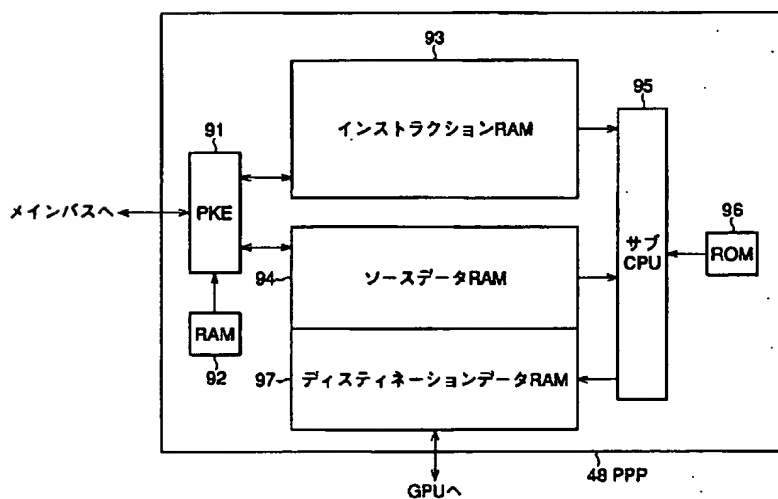 93
インストラクションRAM
95
91
PKE
メインバスへ
サブ
CPU
96
ROM
94
ソースデータRAM
RAM
92
97
ディスティネーションデータRAM
48 PPP
GPUへ